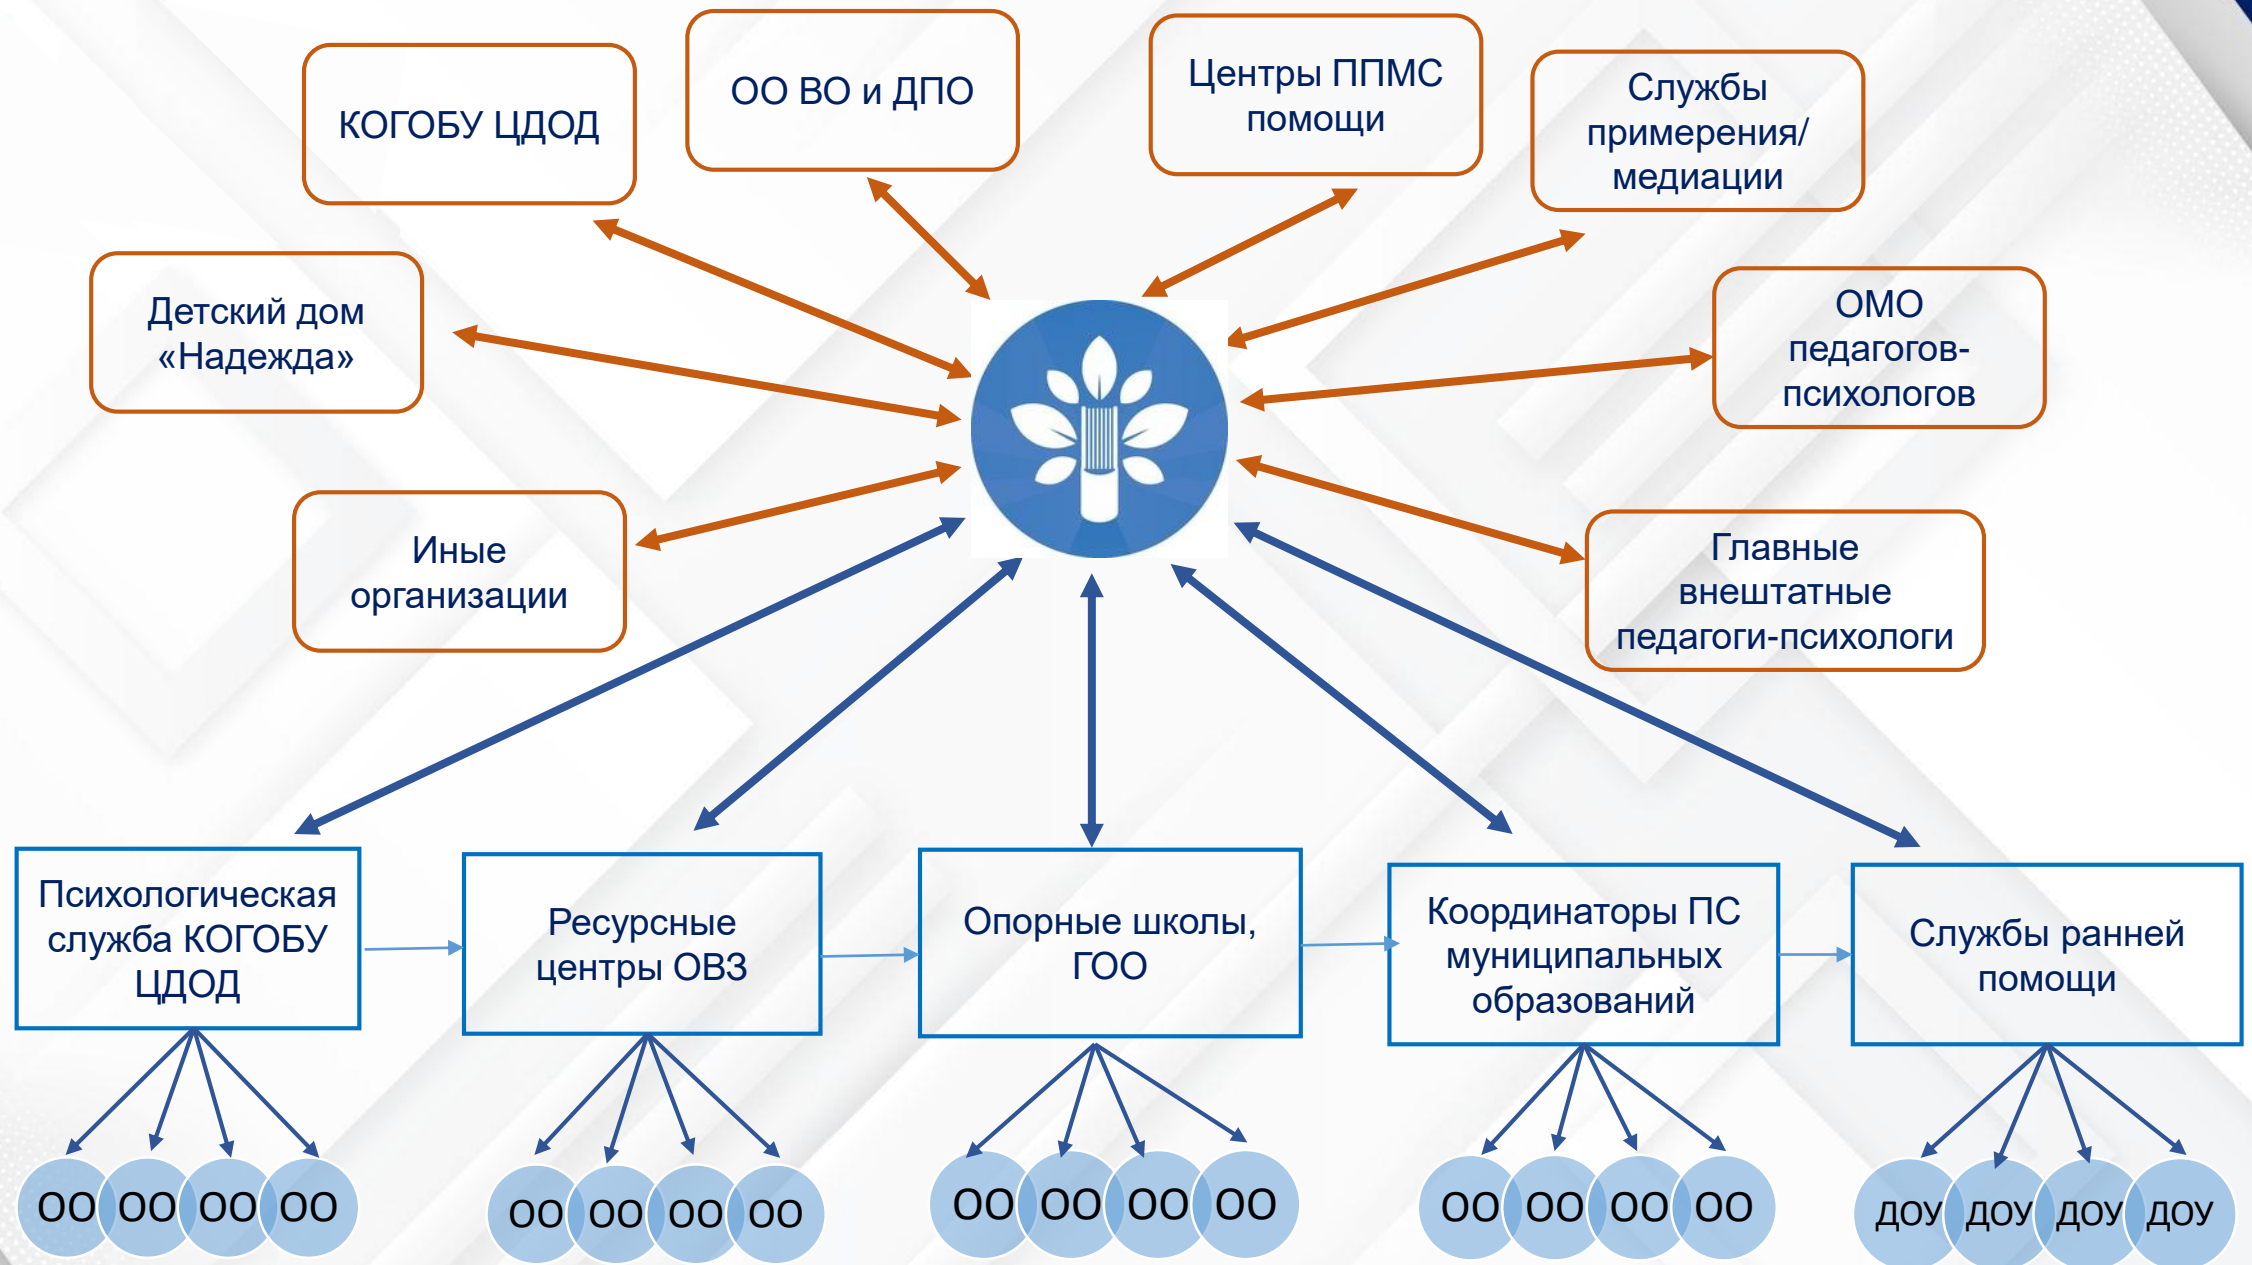 КОГОБУ ЦДОД
ОО ВО и ДПО
Центры ППМС
помощи
Службы
примерения/
медиации
Детский дом
«Надежда»
ОМО
педагогов-
психологов
Иные
организации
Главные
внештатные
педагоги-психологи
Психологическая
служба КОГОБУ
ЦДОД
Ресурсные
центры ОВЗ
Опорные школы,
ГОО
Координаторы ПС
муниципальных
образований
Службы ранней
помощи
ОО ОО ОО ОО
ОО ОО ОО ОО
ОО ОО ОО ОО
ОО ОО ОО ОО
ДОУ ДОУ ДОУ ДОУ